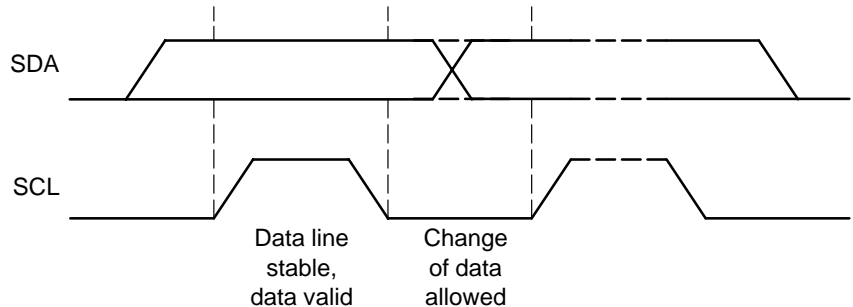 SDA
SCL
Data line
stable,
data valid
Change
of data
allowed